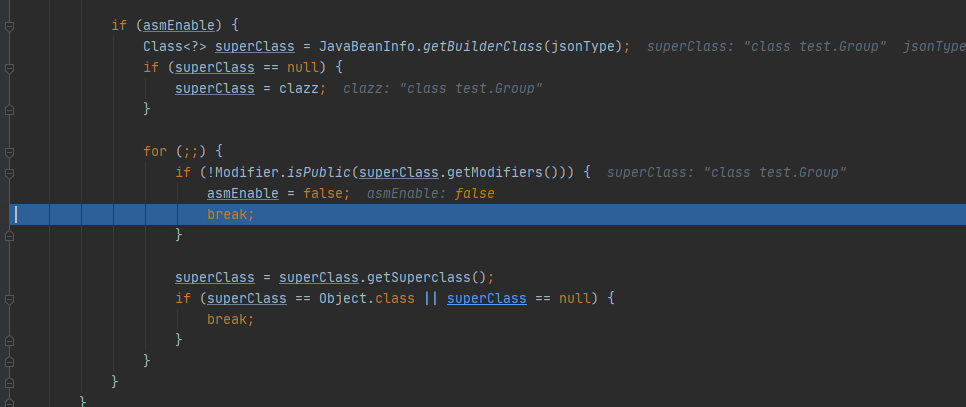 if (asmEnable) {
Class<?> superClass = JavaBeanInfo.getBuilderClass(jsonType); superClass: "class test.Group" jsonType
if (superClass == null) {
superClass = clazz; clazz: "class test.Group"
}
for (;;) {
if (!Modifier.isPublic(superClass.getModifiers())) { superClass: "class test.Group"
asmEnable = false; asmEnable: false
break;
}
superClass = superClass.getSuperclass();
if (superClass == Object.class || superClass == null) {
break;
}
}
}
}